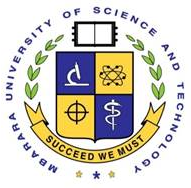 MBARARA UNIVERSITY OF SCIENCE AND TECHNOLOGY
SUCCEED WE MUST